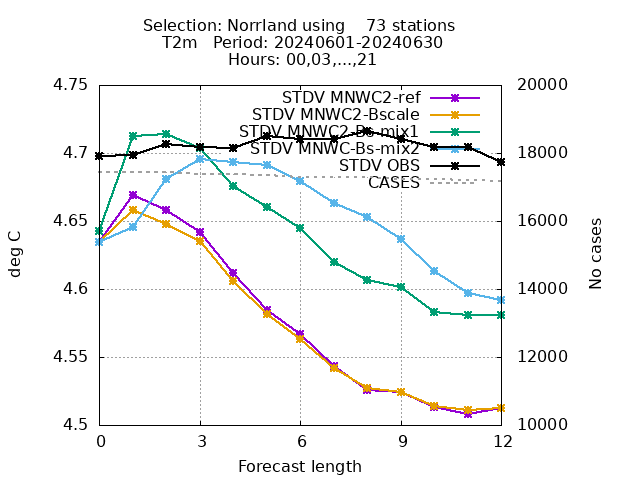 Selection: Norrland using    73 stations
T2m   Period: 20240601-20240630
Hours: 00,03,...,21
4.75
20000
STDV MNWC2-ref
STDV MNWC2-Bscale
STDV MNWC2-Bs-mix1
STDV MNWC-Bs-mix2
STDV OBS
CASES
4.7
18000
4.65
16000
4.6
14000
4.55
12000
4.5
10000
deg C
No cases
0
3
6
9
12
Forecast length